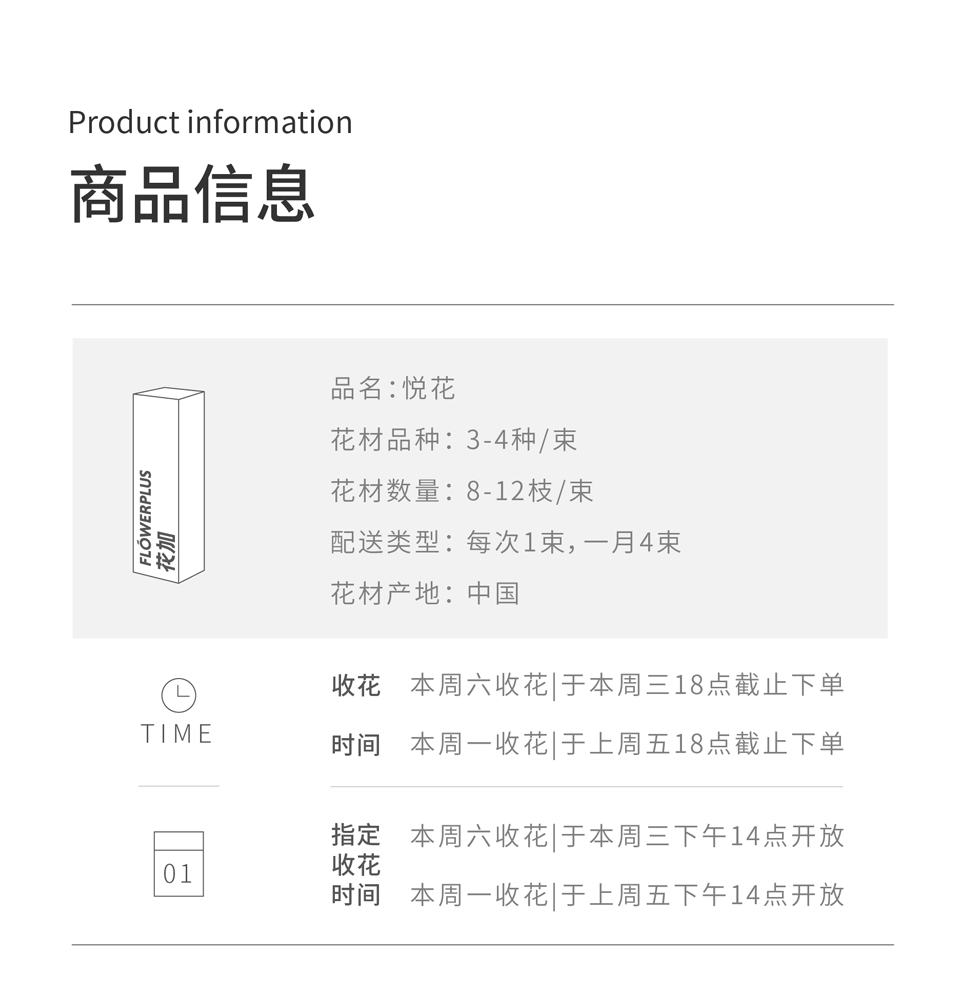 Product information
商品信息
品名：悦花
花材品种：3-4种/束
花材数量：8-12枝/束
配送类型：每次1束，一月4束
花材产地：中国
FLÓWERPLUS
花加
TIME
收花 本周六收花|于本周三18点截止下单
时间 本周一收花|于上周五18点截止下单
01
指定 本周六收花|于本周三下午14点开放
收花
时间 本周一收花|于上周五下午14点开放